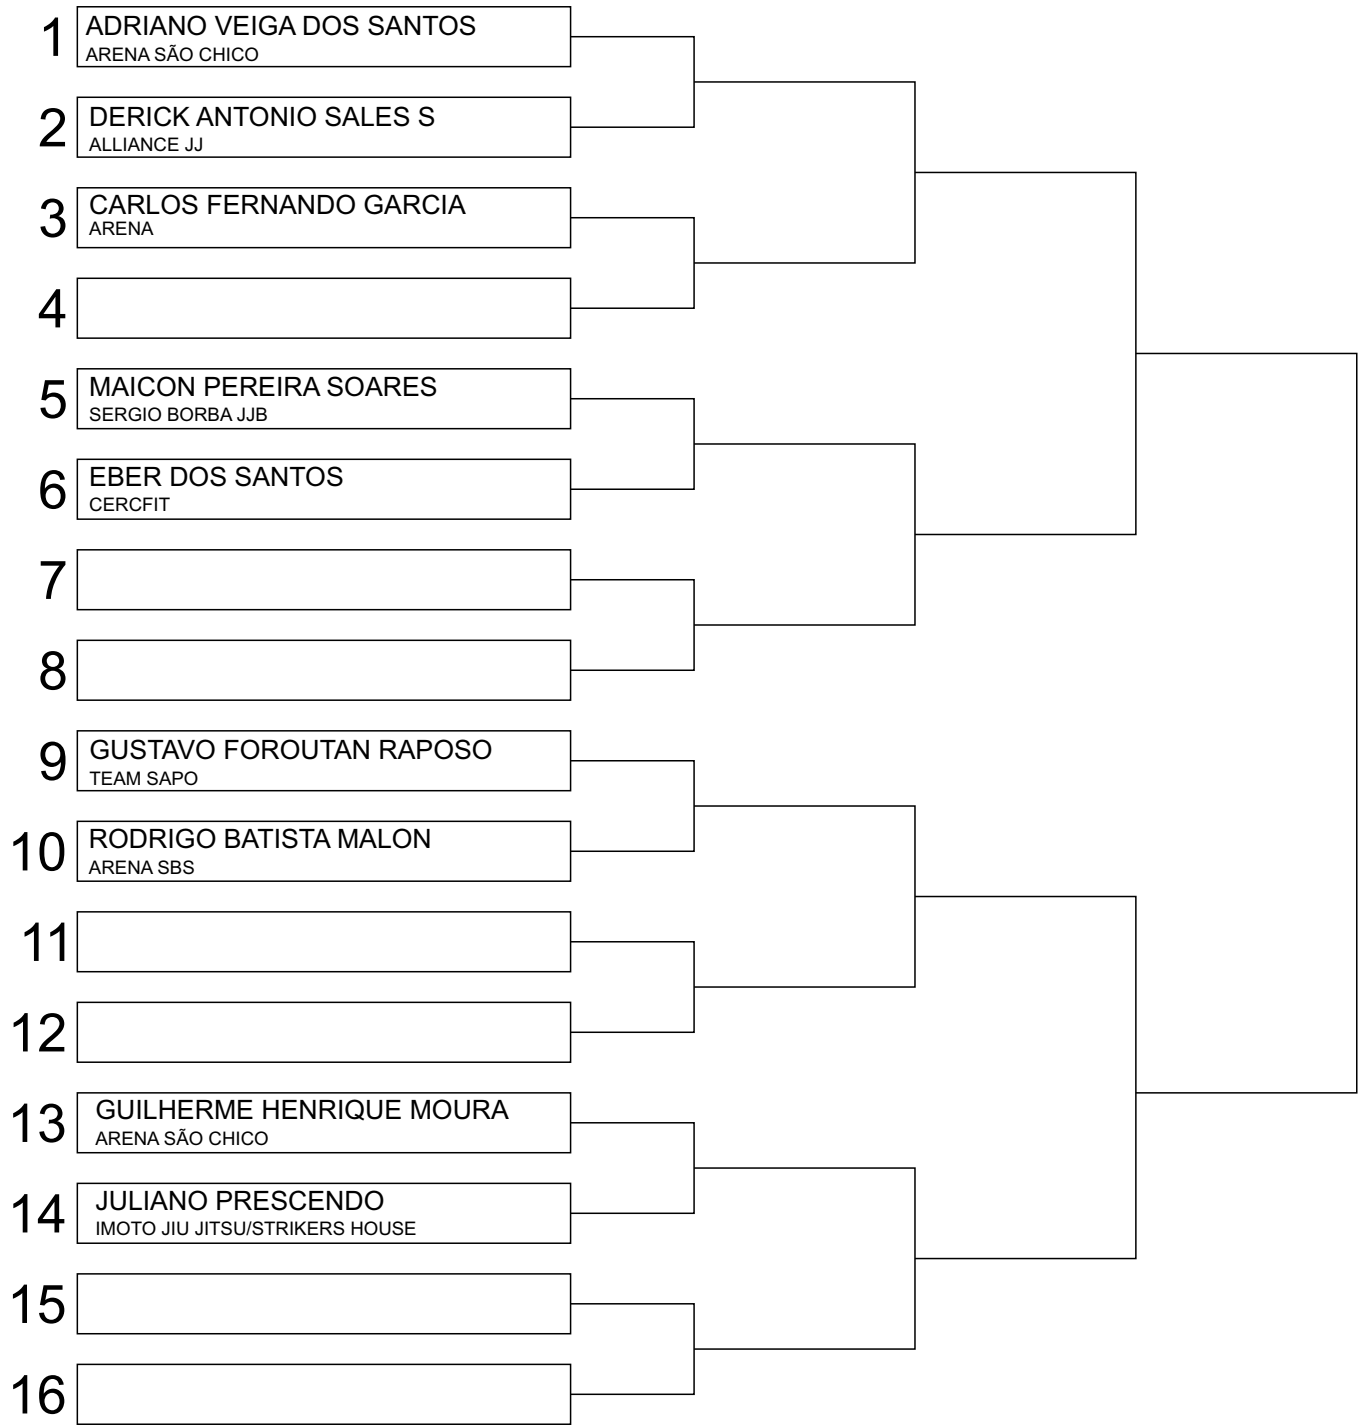 1
ADRIANO VEIGA DOS SANTOS
ARENA SÃO CHICO
2
DERICK ANTONIO SALES S
ALLIANCE JJ
3
CARLOS FERNANDO GARCIA
ARENA
4
5
MAICON PEREIRA SOARES
SERGIO BORBA JJB
6
EBER DOS SANTOS
CERCFIT
7
8
9
GUSTAVO FOROUTAN RAPOSO
TEAM SAPO
10
RODRIGO BATISTA MALON
ARENA SBS
11
12
13
GUILHERME HENRIQUE MOURA
ARENA SÃO CHICO
14
JULIANO PRESCENDO
IMOTO JIU JITSU/STRIKERS HOUSE
15
16